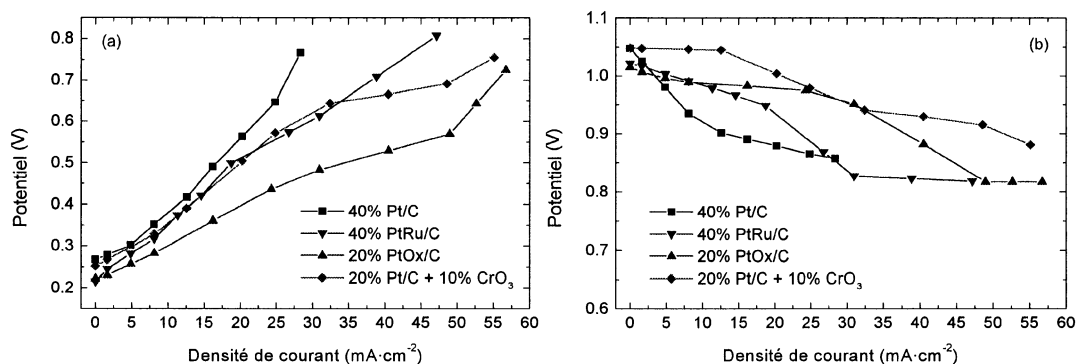 (a)
Potentiel (V)
0.8
0.7
0.6
0.5
0.4
0.3
0.2
40% Pt/C
40% PtRu/C
20% PtOx/C
20% Pt/C + 10% CrO₃
0 5 10 15 20 25 30 35 40 45 50 55 60
Densité de courant (mA·cm⁻²)
(b)
Potentiel (V)
1.1
1.0
0.9
0.8
0.7
0.6
40% Pt/C
40% PtRu/C
20% PtOx/C
20% Pt/C + 10% CrO₃
0 5 10 15 20 25 30 35 40 45 50 55 60
Densité de courant (mA·cm⁻²)